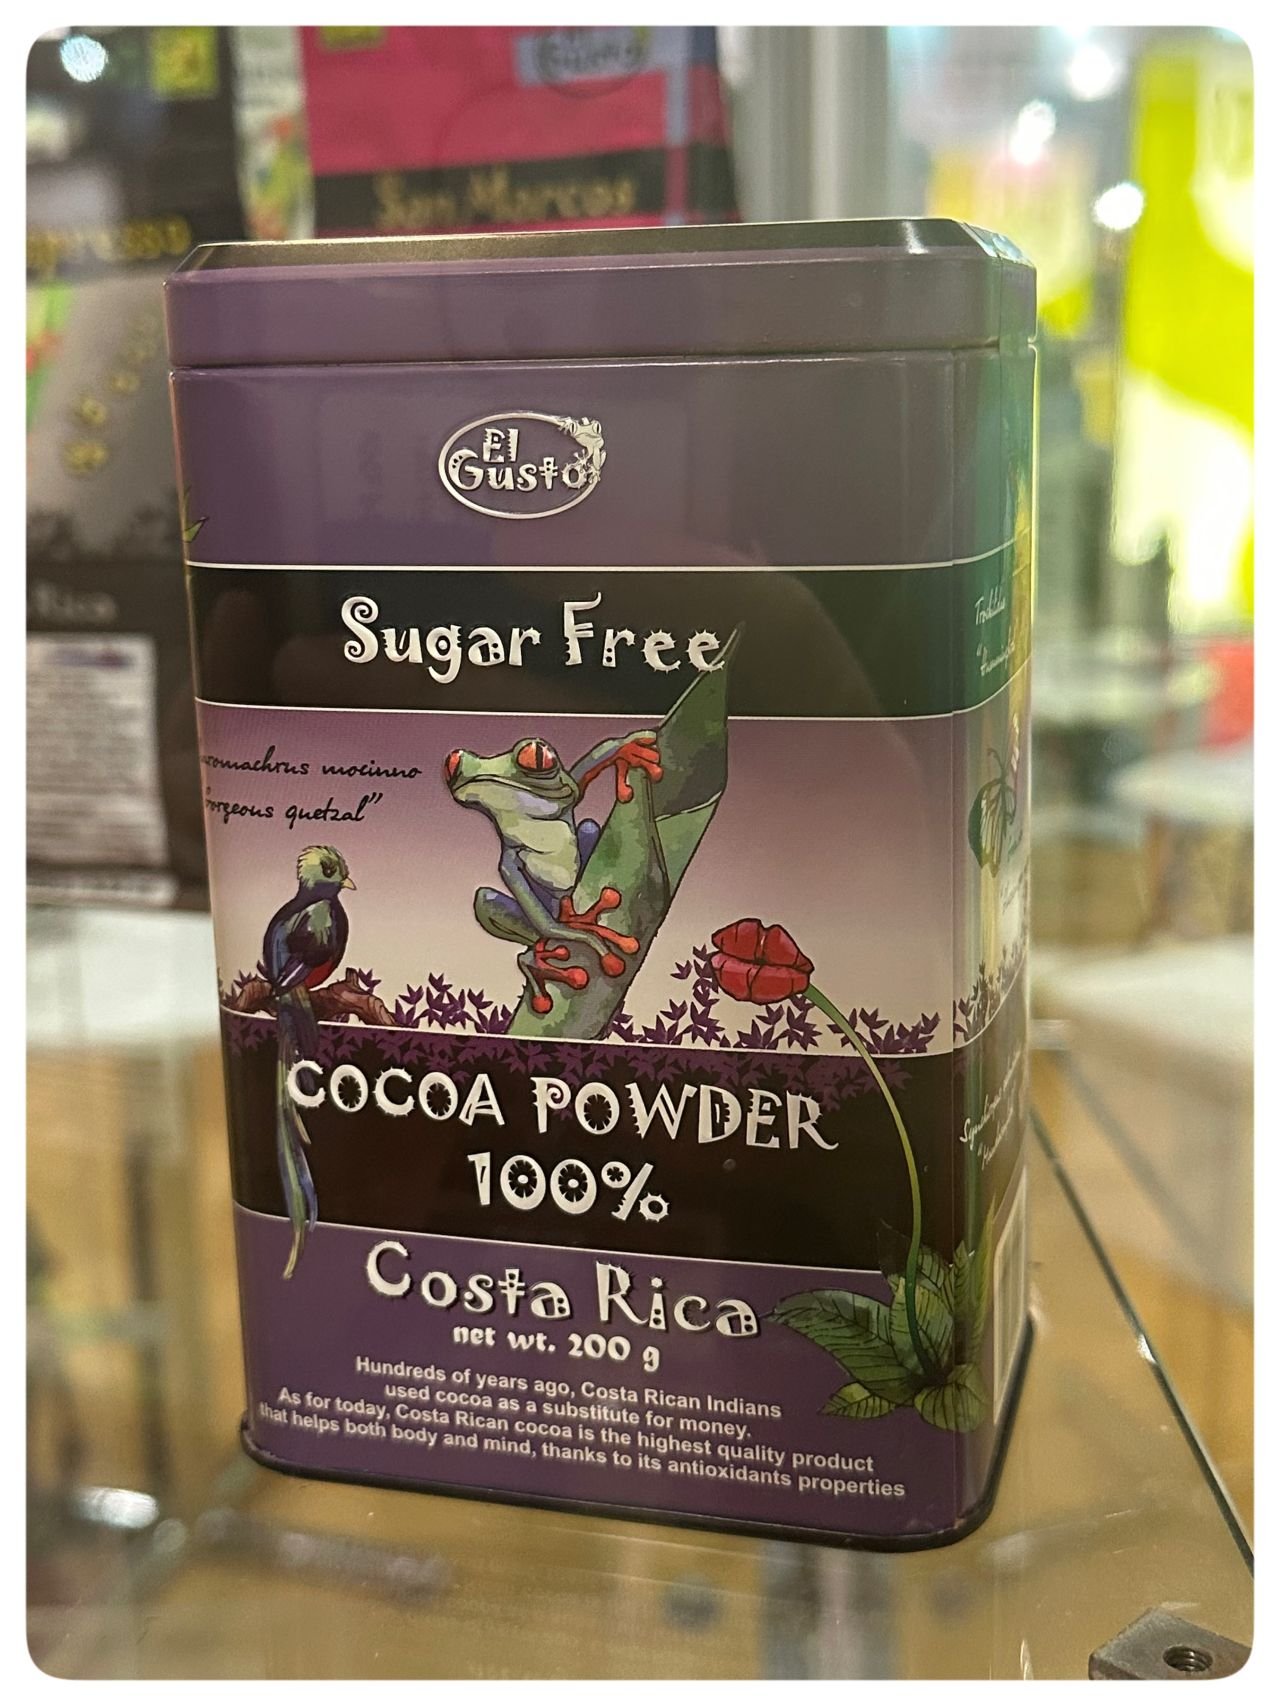 San Marcos
El
Gusto
Sugar Free
mocinno
quetzal"
COCOA POWDER
100%
Costa Rica
net wt. 200 g
Hundreds of years ago, Costa Rican Indians
used cocoa as a substitute for money.
As for today, Costa Rican cocoa is the highest quality product
that helps both body and mind, thanks to its antioxidants properties